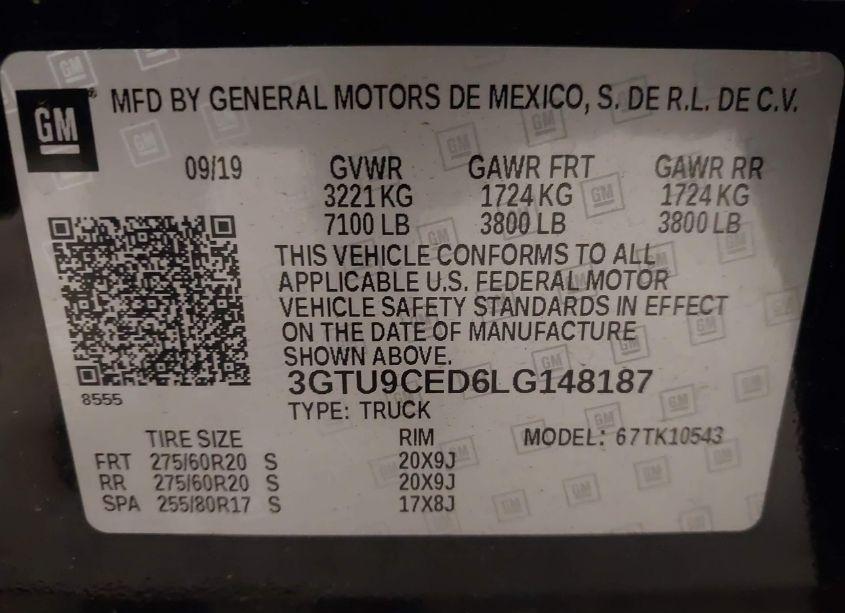 GM ® MFD BY GENERAL MOTORS DE MEXICO, S. DE R.L. DE C.V.
09/19 GVWR GAWR FRT GAWR RR
3221 KG 1724 KG 1724 KG
7100 LB 3800 LB 3800 LB
THIS VEHICLE CONFORMS TO ALL
APPLICABLE U.S. FEDERAL MOTOR
VEHICLE SAFETY STANDARDS IN EFFECT
ON THE DATE OF MANUFACTURE
SHOWN ABOVE.
3GTU9CED6LG148187
8555
TYPE: TRUCK
TIRE SIZE RIM MODEL: 67TK10543
FRT 275/60R20 S 20X9J
RR 275/60R20 S 20X9J
SPA 255/80R17 S 17X8J